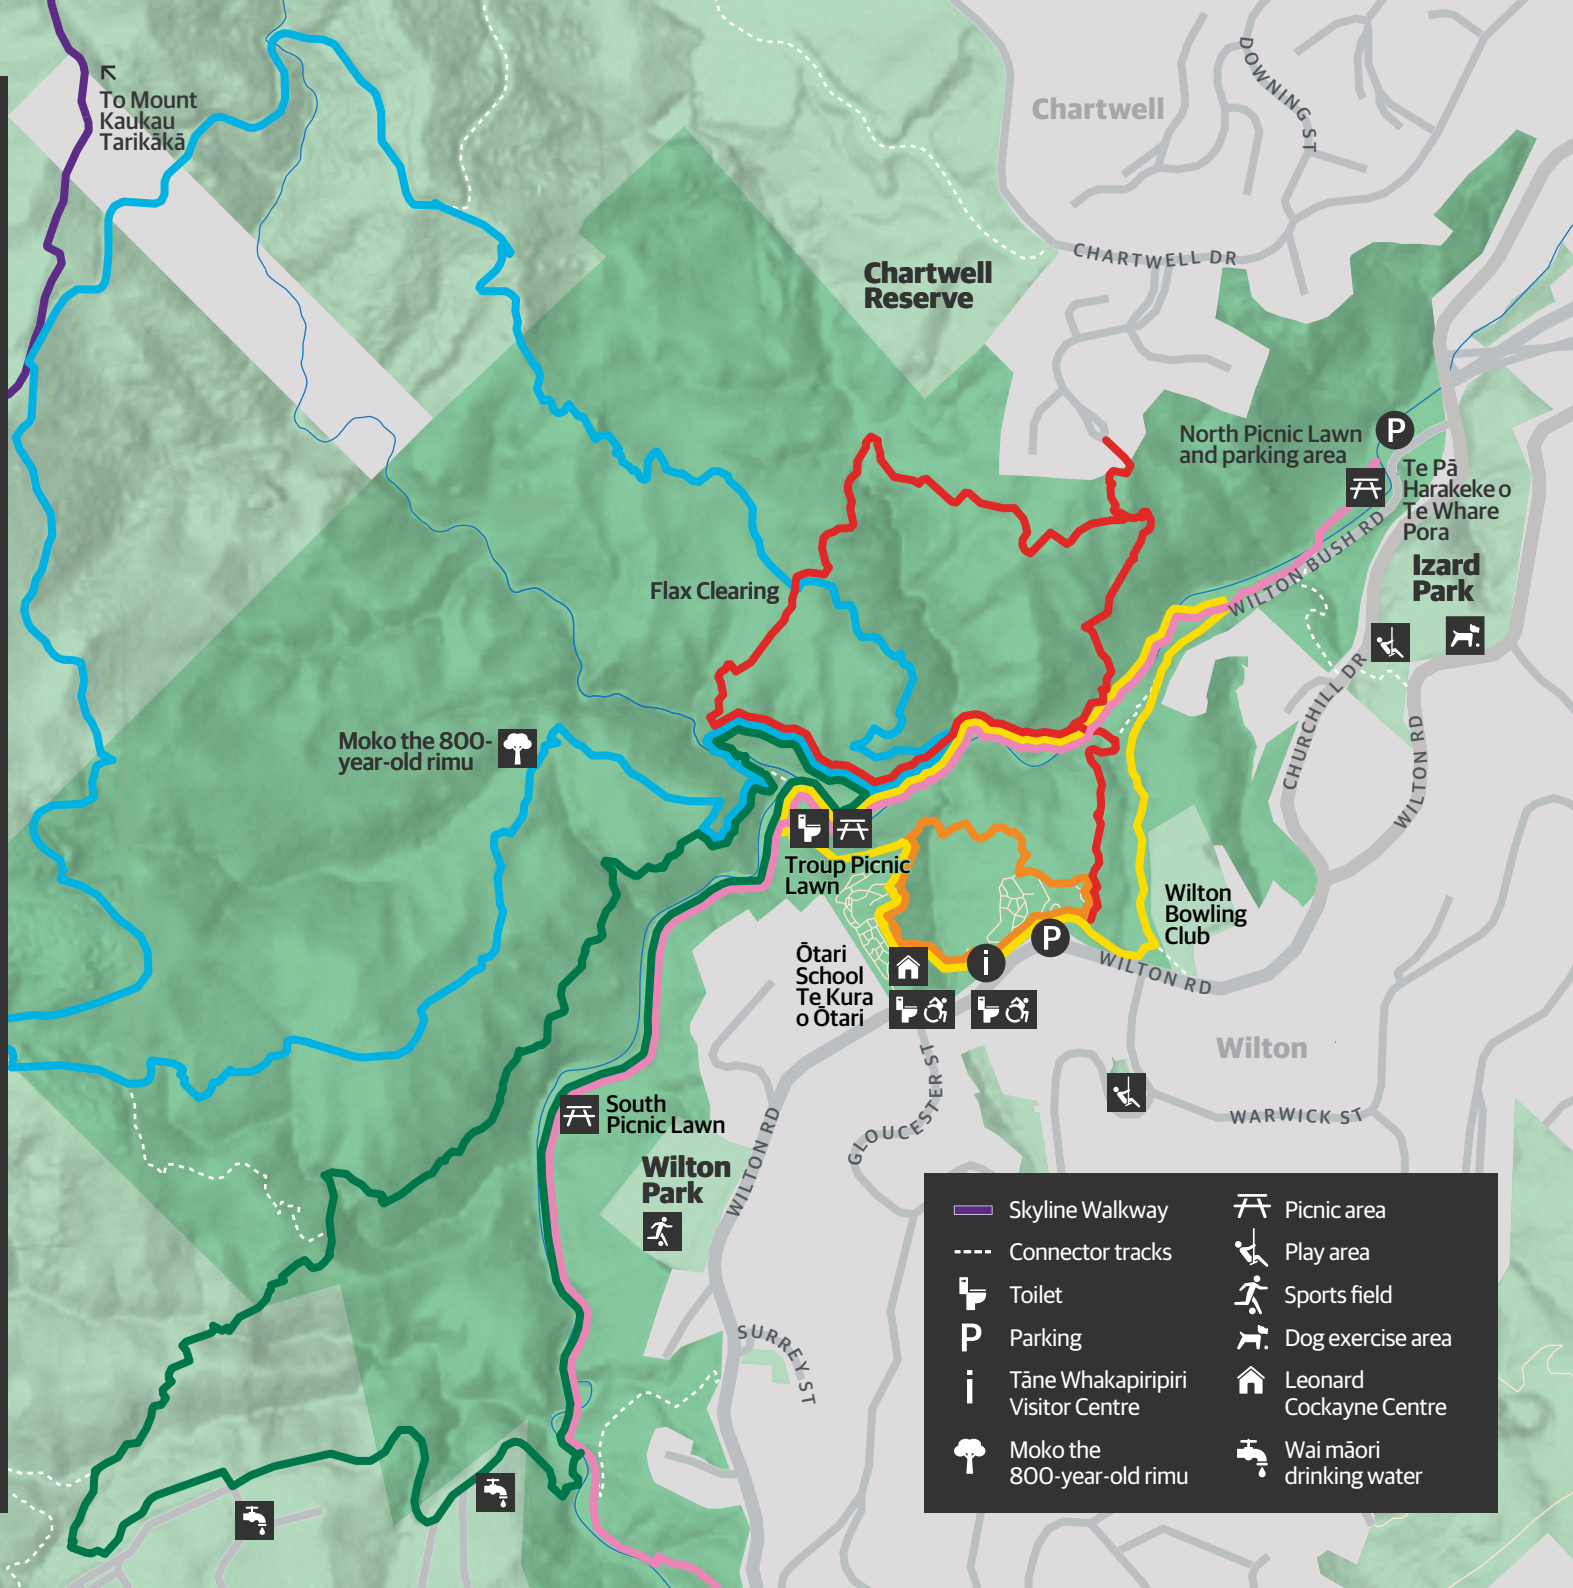 To Mount
Kaukau
Tarikākā
Chartwell
DOWNING ST
CHARTWELL DR
Chartwell
Reserve
North Picnic Lawn
and parking area
P
Te Pā
Harakeke o
Te Whare
Pora
WILTON BUSH RD
Izard
Park
Flax Clearing
CHURCHILL DR
WILTON RD
Moko the 800-
year-old rimu
Troup Picnic
Lawn
Wilton
Bowling
Club
Ōtari
School
Te Kura
o Ōtari
i
P
WILTON RD
Wilton
GLOUCESTER ST
WARWICK ST
South
Picnic Lawn
WILTON RD
Wilton
Park
SURREY ST
Skyline Walkway
Connector tracks
Toilet
P Parking
i Tāne Whakapiripiri
Visitor Centre
Moko the
800-year-old rimu
Picnic area
Play area
Sports field
Dog exercise area
Leonard
Cockayne Centre
Wai māori
drinking water